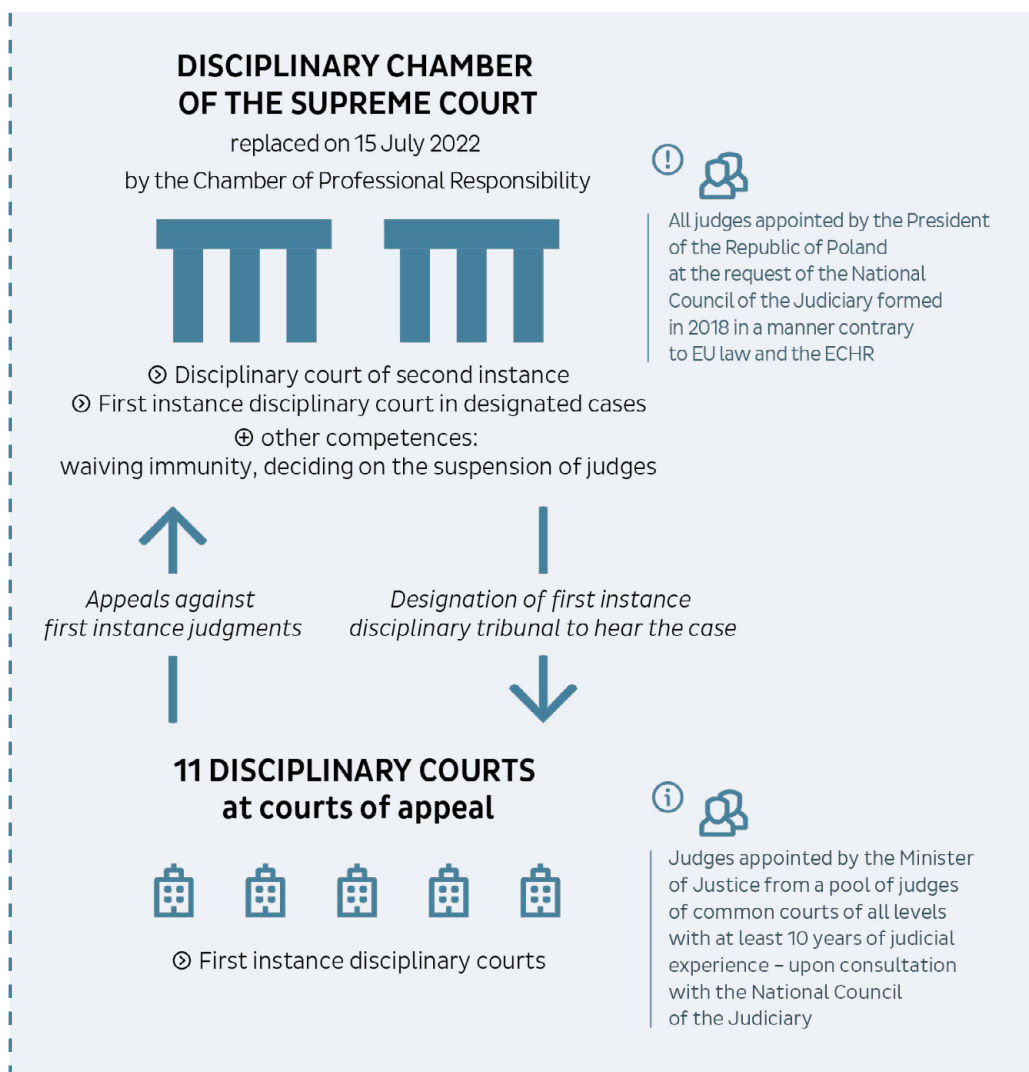 DISCIPLINARY CHAMBER
OF THE SUPREME COURT
replaced on 15 July 2022
by the Chamber of Professional Responsibility
All judges appointed by the President
of the Republic of Poland
at the request of the National
Council of the Judiciary formed
in 2018 in a manner contrary
to EU law and the ECHR
Disciplinary court of second instance
First instance disciplinary court in designated cases
other competences:
waiving immunity, deciding on the suspension of judges
Appeals against
first instance judgments
Designation of first instance
disciplinary tribunal to hear the case
11 DISCIPLINARY COURTS
at courts of appeal
First instance disciplinary courts
Judges appointed by the Minister
of Justice from a pool of judges
of common courts of all levels
with at least 10 years of judicial
experience – upon consultation
with the National Council
of the Judiciary